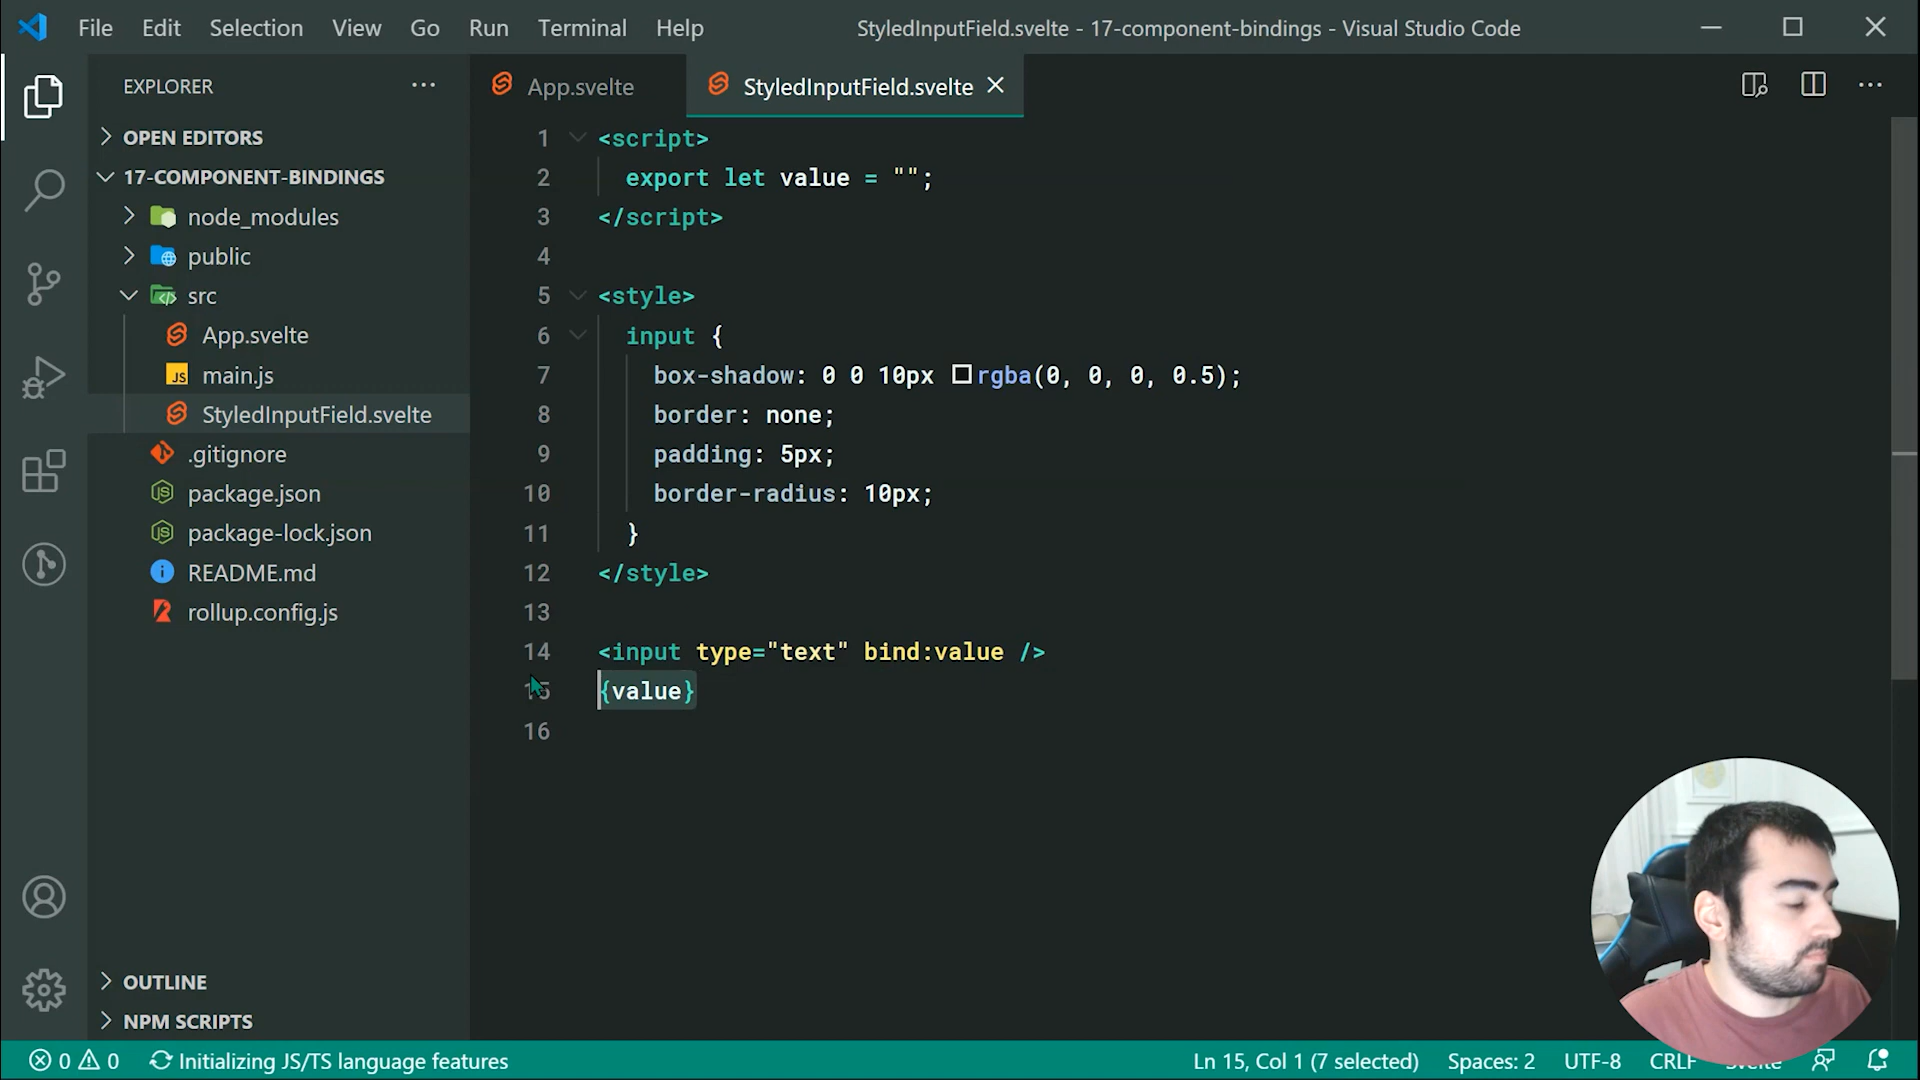 File Edit Selection View Go Run Terminal Help
StyledInputField.svelte - 17-component-bindings - Visual Studio Code
EXPLORER
OPEN EDITORS
17-COMPONENT-BINDINGS
node_modules
public
src
App.svelte
main.js
StyledInputField.svelte
.gitignore
package.json
package-lock.json
README.md
rollup.config.js
OUTLINE
NPM SCRIPTS
App.svelte
StyledInputField.svelte
1 <script>
2 export let value = "";
3 </script>
4
5 <style>
6 input {
7 box-shadow: 0 0 10px rgba(0, 0, 0, 0.5);
8 border: none;
9 padding: 5px;
10 border-radius: 10px;
11 }
12 </style>
13
14 <input type="text" bind:value />
15 {value}
16
0 0 Initializing JS/TS language features
Ln 15, Col 1 (7 selected) Spaces: 2 UTF-8 CRLF Svelte